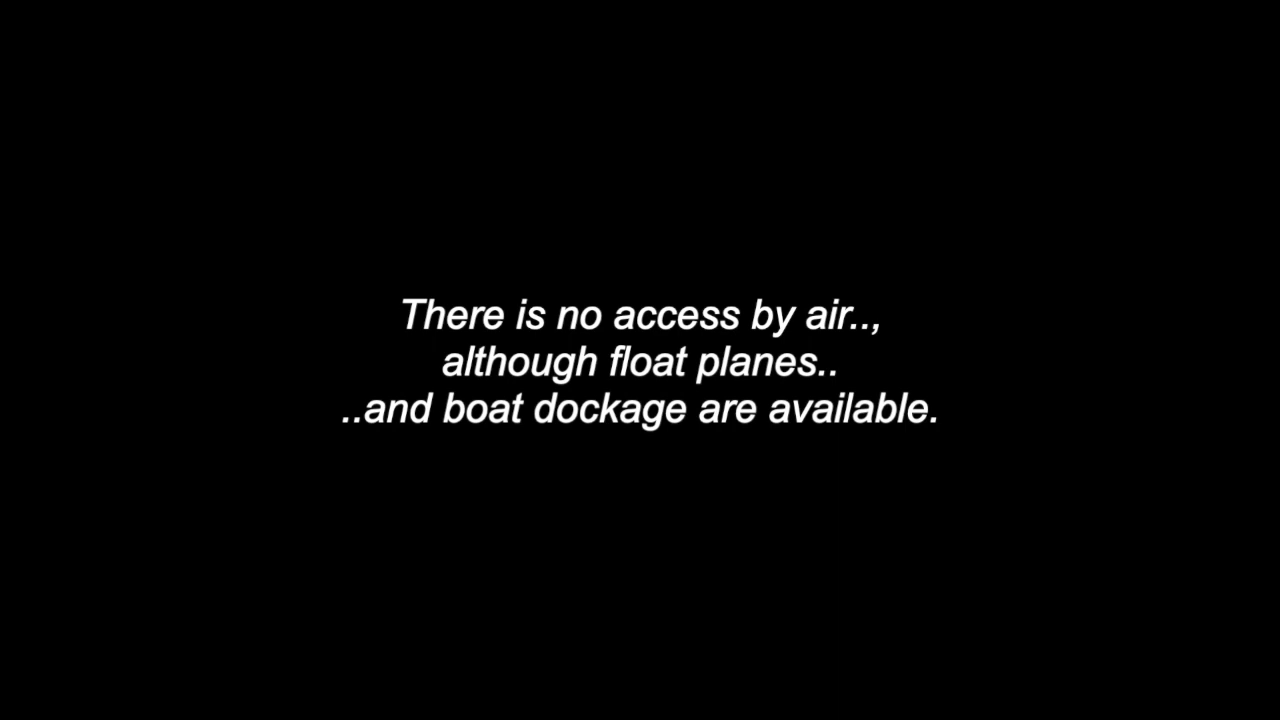 There is no access by air..,
although float planes..
..and boat dockage are available.